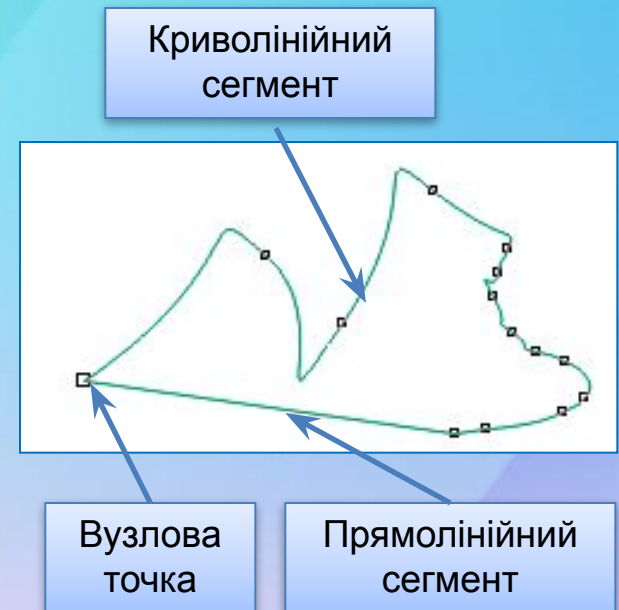 Криволінійний
сегмент
Вузлова
точка
Прямолінійний
сегмент